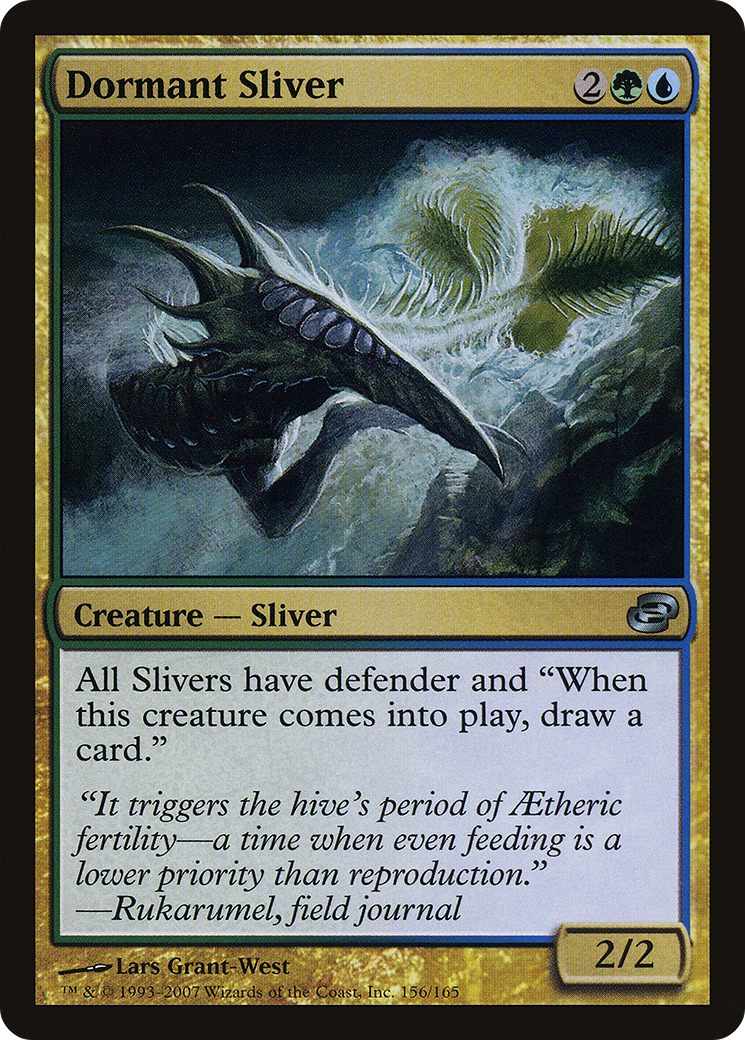 Dormant Sliver
2
Creature — Sliver
All Slivers have defender and “When
this creature comes into play, draw a
card.”
“It triggers the hive’s period of Ætheric
fertility—a time when even feeding is a
lower priority than reproduction.”
—Rukarumel, field journal
2/2
Lars Grant-West
™ & © 1993–2007 Wizards of the Coast, Inc. 156/165